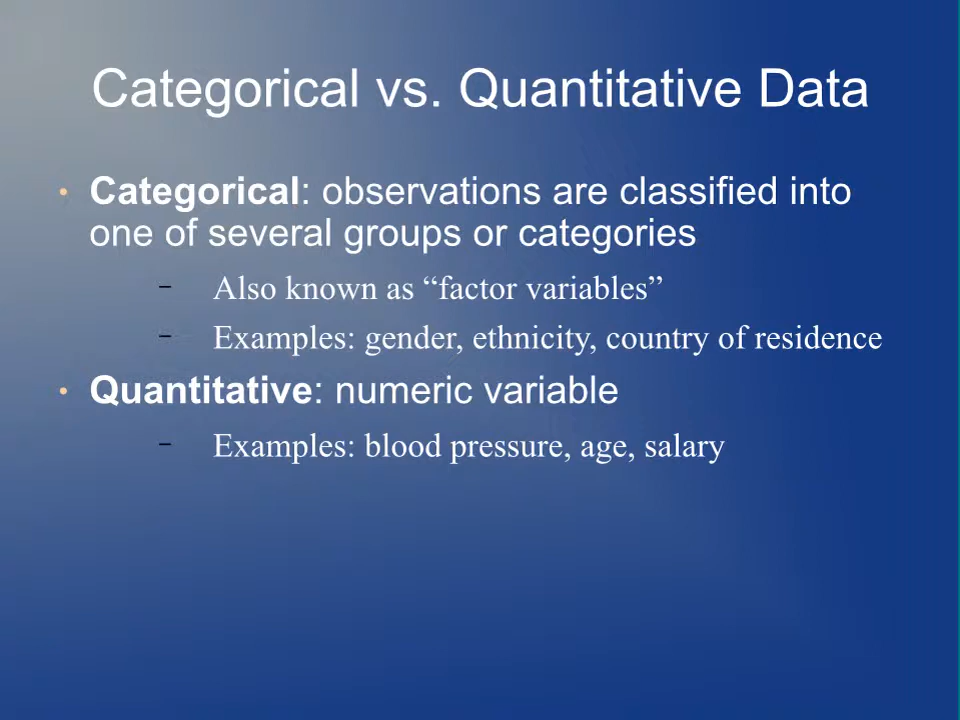 Categorical vs. Quantitative Data
• Categorical: observations are classified into
one of several groups or categories
– Also known as “factor variables”
– Examples: gender, ethnicity, country of residence
• Quantitative: numeric variable
– Examples: blood pressure, age, salary